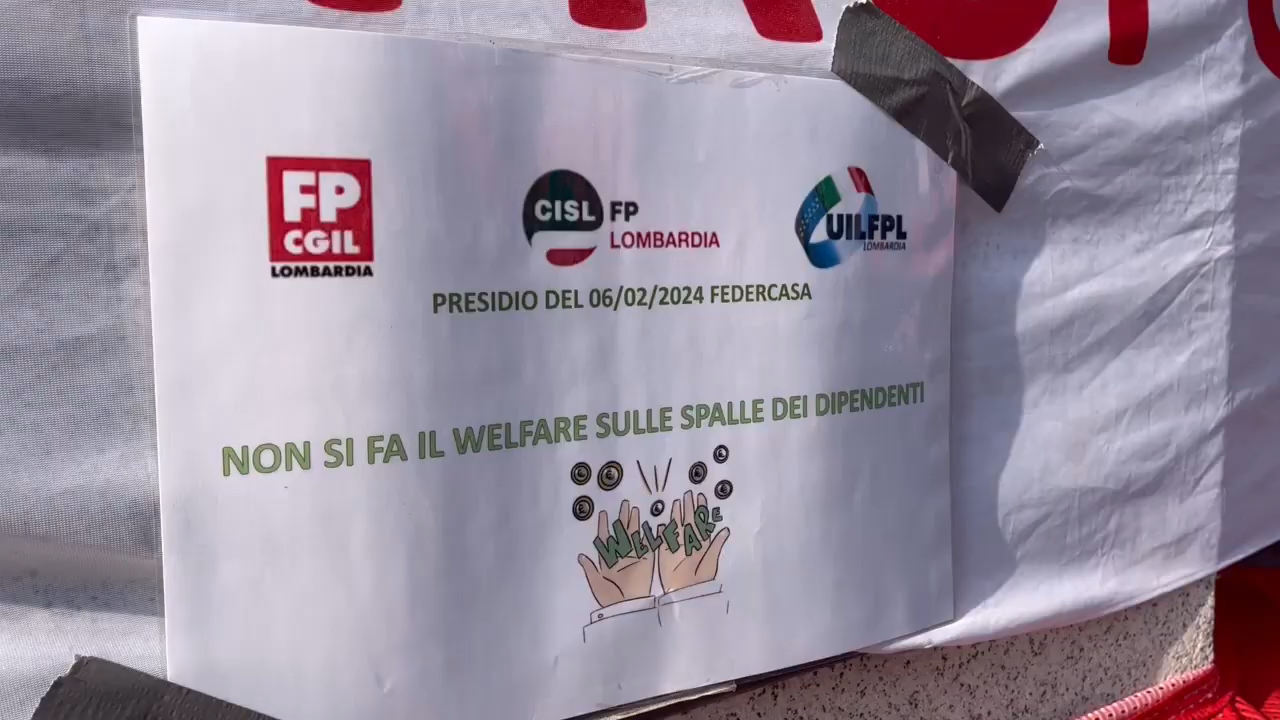 FP
CGIL
LOMBARDIA
CISL FP
LOMBARDIA
UILFPL
LOMBARDIA
PRESIDIO DEL 06/02/2024 FEDERCASA
NON SI FA IL WELFARE SULLE SPALLE DEI DIPENDENTI
WELFARE